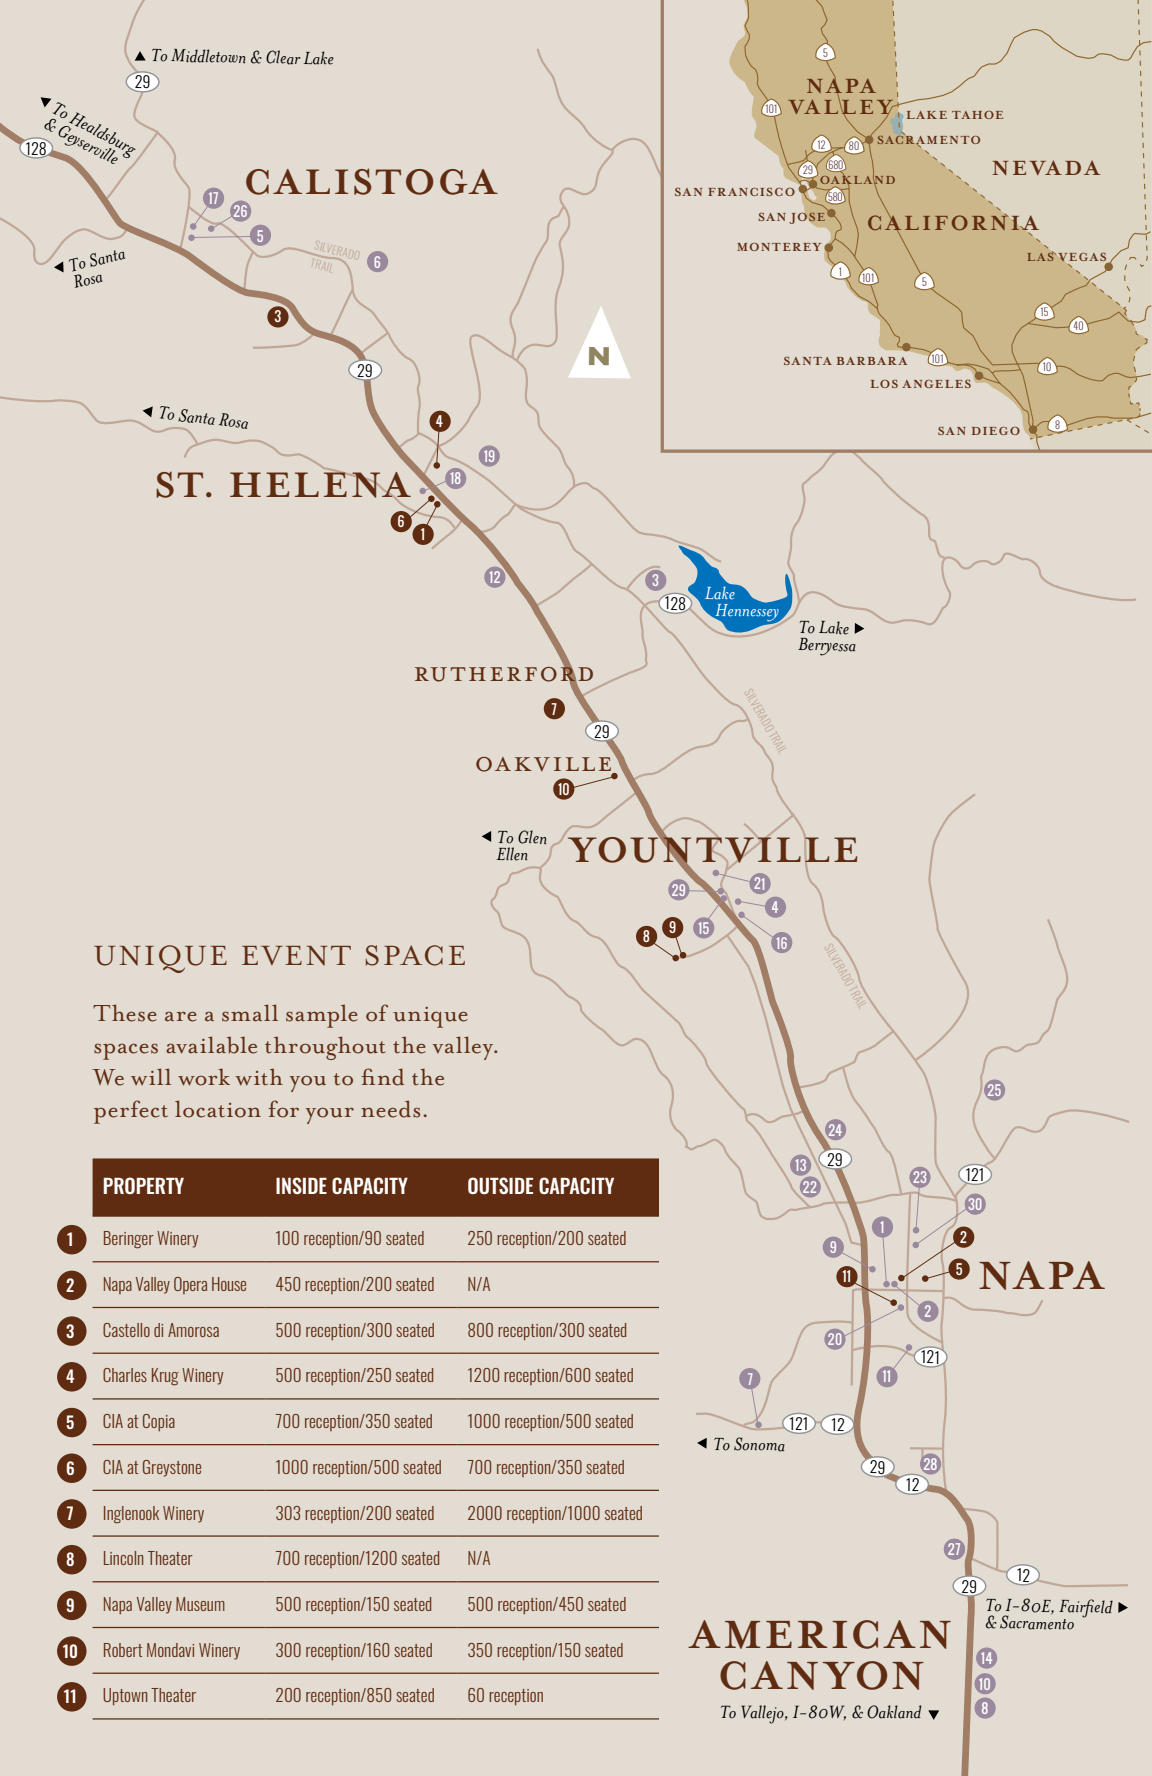 To Middletown & Clear Lake
29
To Healdsburg
& Geyserville
128
CALISTOGA
17
26
5
SILVERADO
TRAIL
6
To Santa
Rosa
3
29
N
To Santa Rosa
4
19
18
ST. HELENA
6
1
12
3
128
Lake
Hennessey
To Lake
Berryessa
RUTHERFORD
7
29
SILVERADO TRAIL
OAKVILLE
10
To Glen
Ellen
YOUNTVILLE
21
29
4
15
16
9
8
SILVERADO TRAIL
25
24
29
13
22
121
23
30
1
2
9
5
11
NAPA
2
20
121
11
7
121
12
To Sonoma
29
12
28
27
12
29
To I-80E, Fairfield
& Sacramento
AMERICAN
CANYON
14
10
8
To Vallejo, I-80W, & Oakland
5
NAPA
VALLEY
101
LAKE TAHOE
SACRAMENTO
12
80
680
29
NEVADA
OAKLAND
SAN FRANCISCO
580
SAN JOSE
CALIFORNIA
MONTEREY
LAS VEGAS
1
101
5
15
40
SANTA BARBARA
101
10
LOS ANGELES
SAN DIEGO
8
UNIQUE EVENT SPACE
These are a small sample of unique
spaces available throughout the valley.
We will work with you to find the
perfect location for your needs.
PROPERTY INSIDE CAPACITY OUTSIDE CAPACITY
1 Beringer Winery 100 reception/90 seated 250 reception/200 seated
2 Napa Valley Opera House 450 reception/200 seated N/A
3 Castello di Amorosa 500 reception/300 seated 800 reception/300 seated
4 Charles Krug Winery 500 reception/250 seated 1200 reception/600 seated
5 CIA at Copia 700 reception/350 seated 1000 reception/500 seated
6 CIA at Greystone 1000 reception/500 seated 700 reception/350 seated
7 Inglenook Winery 303 reception/200 seated 2000 reception/1000 seated
8 Lincoln Theater 700 reception/1200 seated N/A
9 Napa Valley Museum 500 reception/150 seated 500 reception/450 seated
10 Robert Mondavi Winery 300 reception/160 seated 350 reception/150 seated
11 Uptown Theater 200 reception/850 seated 60 reception